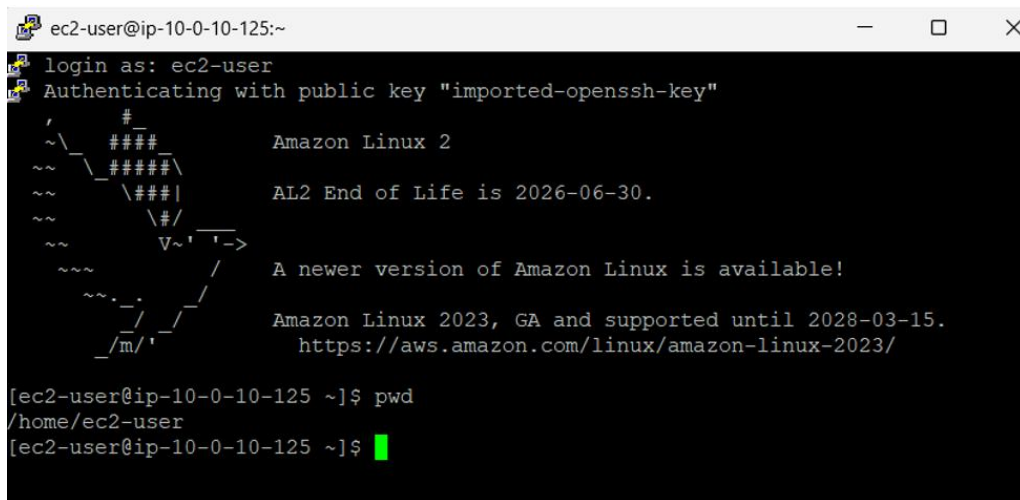 ec2-user@ip-10-0-10-125:~
login as: ec2-user
Authenticating with public key "imported-openssh-key"
   ,     #_
   ~\_  ####_        Amazon Linux 2
  ~~  \_#####\
  ~~     \###|       AL2 End of Life is 2026-06-30.
  ~~       \#/ ___
   ~~       V~' '->
    ~~~         /    A newer version of Amazon Linux is available!
      ~~._.   _/
         _/ _/       Amazon Linux 2023, GA and supported until 2028-03-15.
       _/m/'           https://aws.amazon.com/linux/amazon-linux-2023/
[ec2-user@ip-10-0-10-125 ~]$ pwd
/home/ec2-user
[ec2-user@ip-10-0-10-125 ~]$